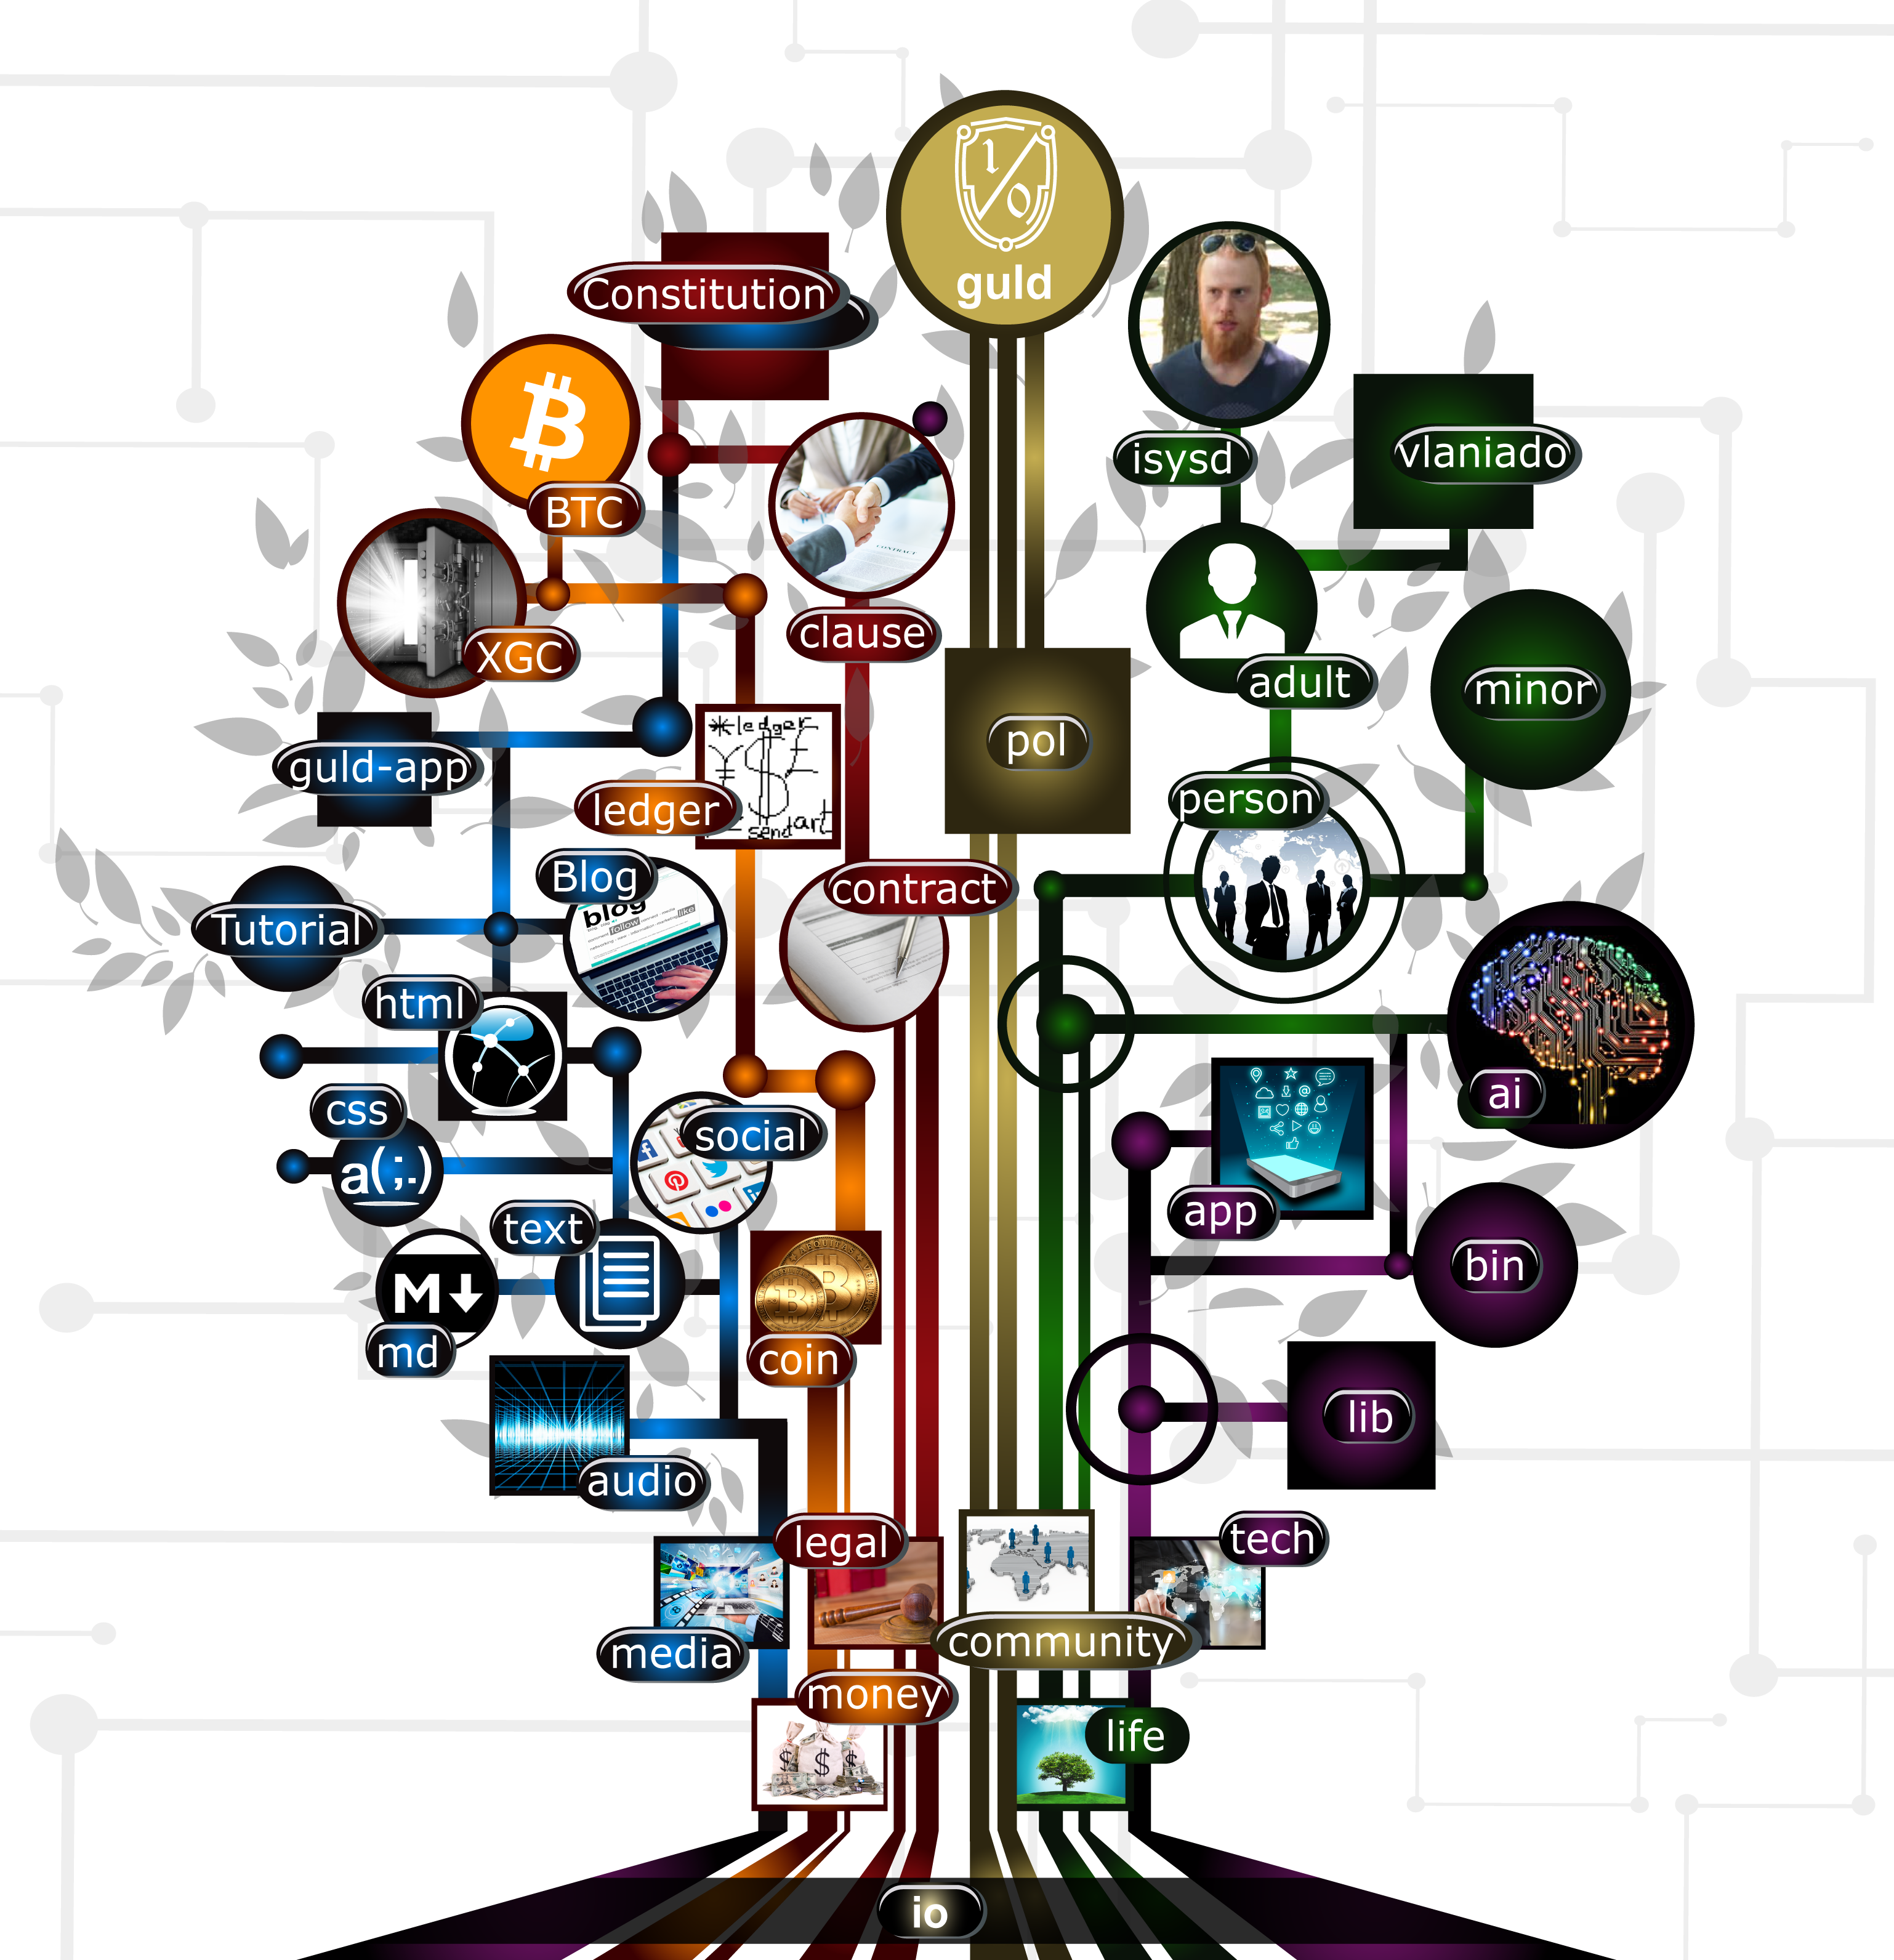 guld
Constitution
BTC
isysd
vlaniado
XGC
clause
CONTRACT
adult
minor
pol
guld-app
*ledger
send
ledger
person
Blog
blog
follow
like
contract
Tutorial
html
ai
css
a(;.)
social
app
text
bin
M
md
coin
lib
audio
legal
tech
media
community
money
life
io